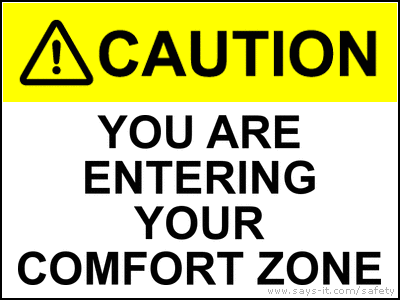 CAUTION
YOU ARE
ENTERING
YOUR
COMFORT ZONE
www.says-it.com/safety